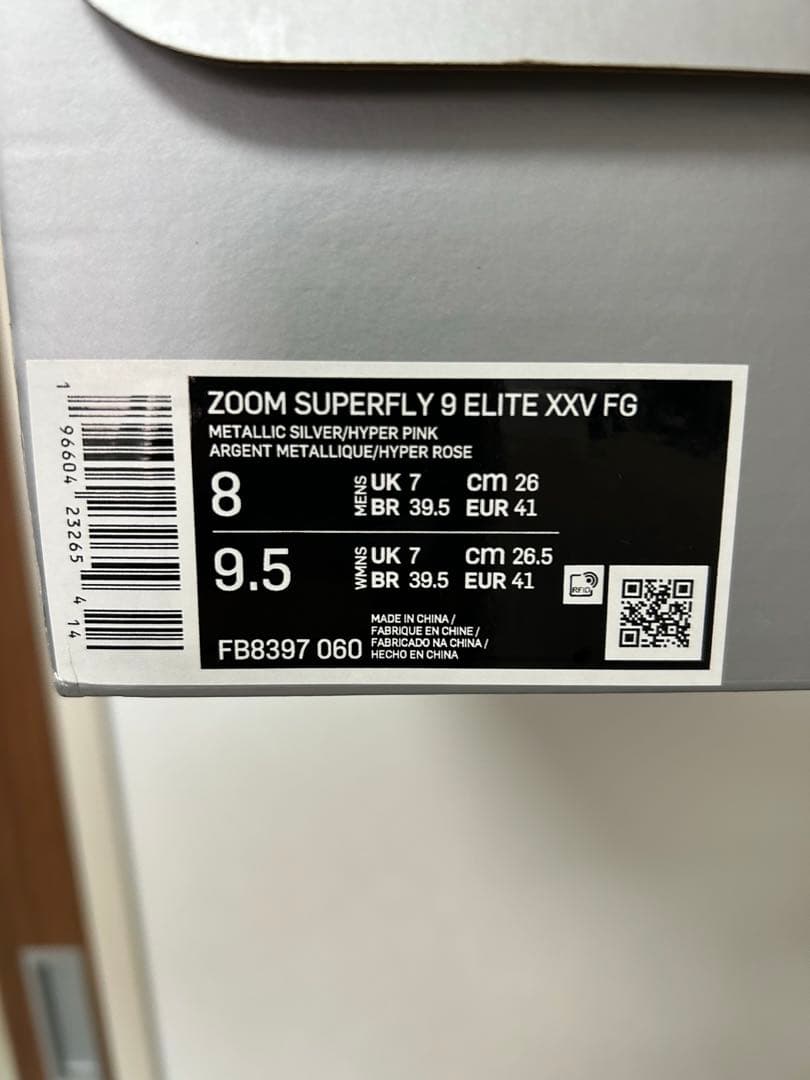 ZOOM SUPERFLY 9 ELITE XXV FG
METALLIC SILVER/HYPER PINK
ARGENT METALLIQUE/HYPER ROSE
8 MENS UK 7 cm 26
BR 39.5 EUR 41
9.5 WMNS UK 7 cm 26.5
BR 39.5 EUR 41
RFID
FB8397 060
MADE IN CHINA /
FABRIQUE EN CHINE /
FABRICADO NA CHINA /
HECHO EN CHINA
1 96604 23265 4 14